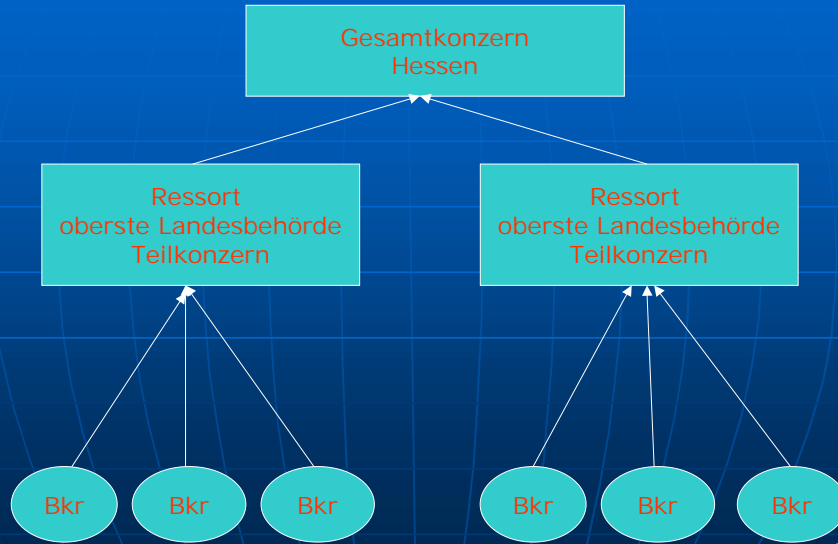 Gesamtkonzern
Hessen
Ressort
oberste Landesbehörde
Teilkonzern
Ressort
oberste Landesbehörde
Teilkonzern
Bkr
Bkr
Bkr
Bkr
Bkr
Bkr